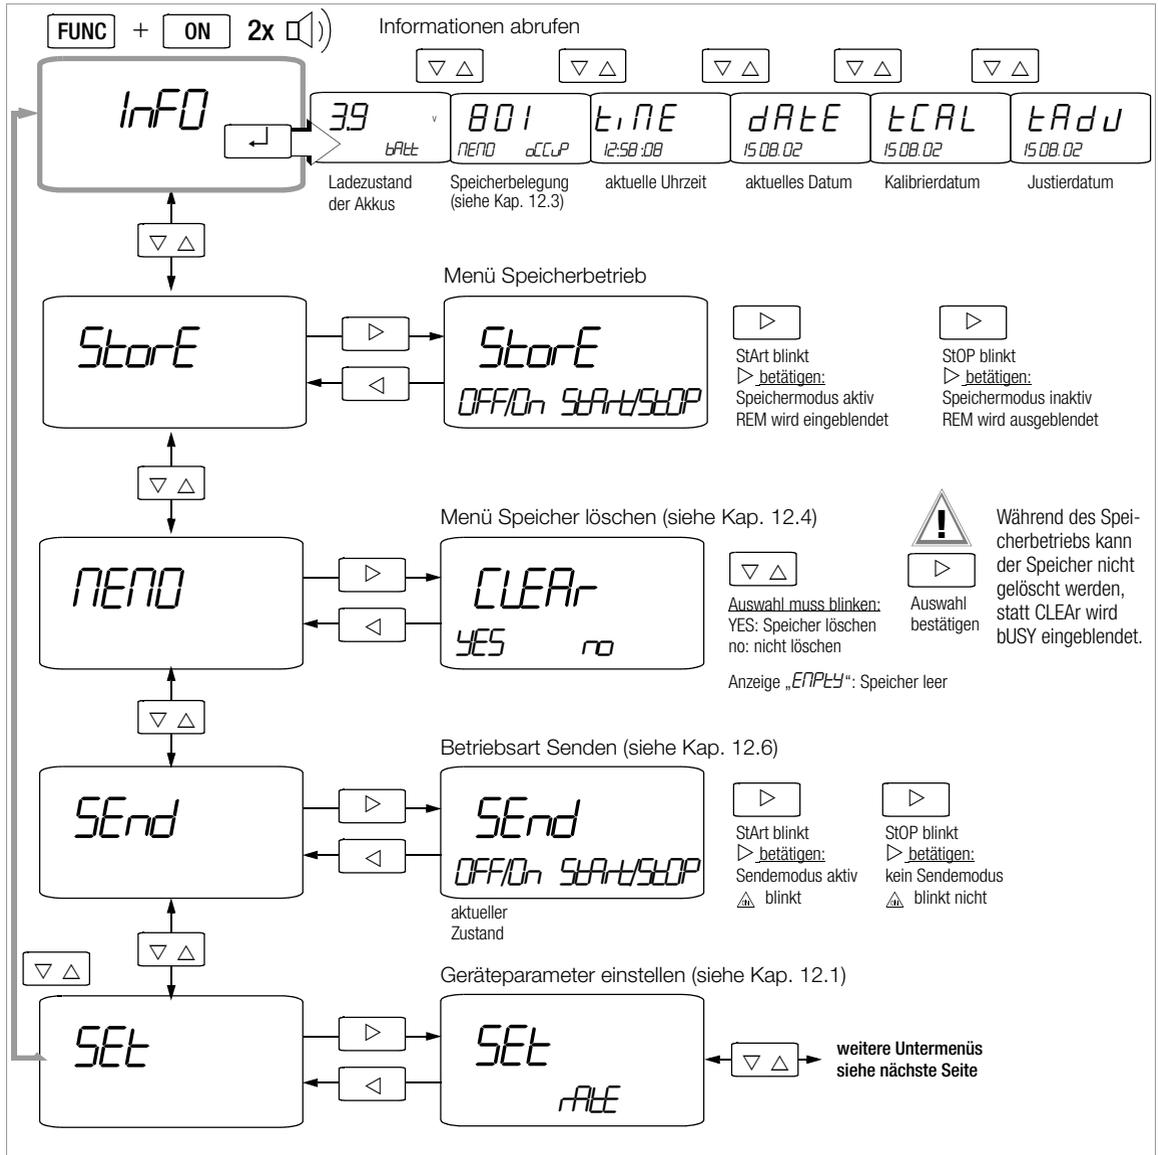 FUNC + ON 2x Informationen abrufen
InFO
3.9 V
bAtt
801
MEMO oCCuP
tiME
12:58:08
dAtE
15.08.02
tCAL
15.08.02
tAdJ
15.08.02
Ladezustand
der Akkus
Speicherbelegung
(siehe Kap. 12.3)
aktuelle Uhrzeit
aktuelles Datum
Kalibrierdatum
Justierdatum
Menü Speicherbetrieb
StorE
StorE
OFF/On StArt/StOP
StArt blinkt
▷ betätigen:
Speichermodus aktiv
REM wird eingeblendet
StOP blinkt
▷ betätigen:
Speichermodus inaktiv
REM wird ausgeblendet
Menü Speicher löschen (siehe Kap. 12.4)
MEMO
CLEAr
YES no
Auswahl muss blinken:
YES: Speicher löschen
no: nicht löschen
Anzeige „EMPtY“: Speicher leer
!
Auswahl
bestätigen
Während des Spei-
cherbetriebs kann
der Speicher nicht
gelöscht werden,
statt CLEAr wird
bUSY eingeblendet.
Betriebsart Senden (siehe Kap. 12.6)
SEnd
SEnd
OFF/On StArt/StOP
aktueller
Zustand
StArt blinkt
▷ betätigen:
Sendemodus aktiv
ON blinkt
StOP blinkt
▷ betätigen:
kein Sendemodus
ON blinkt nicht
Geräteparameter einstellen (siehe Kap. 12.1)
SEt
SEt
rAtE
weitere Untermenüs
siehe nächste Seite